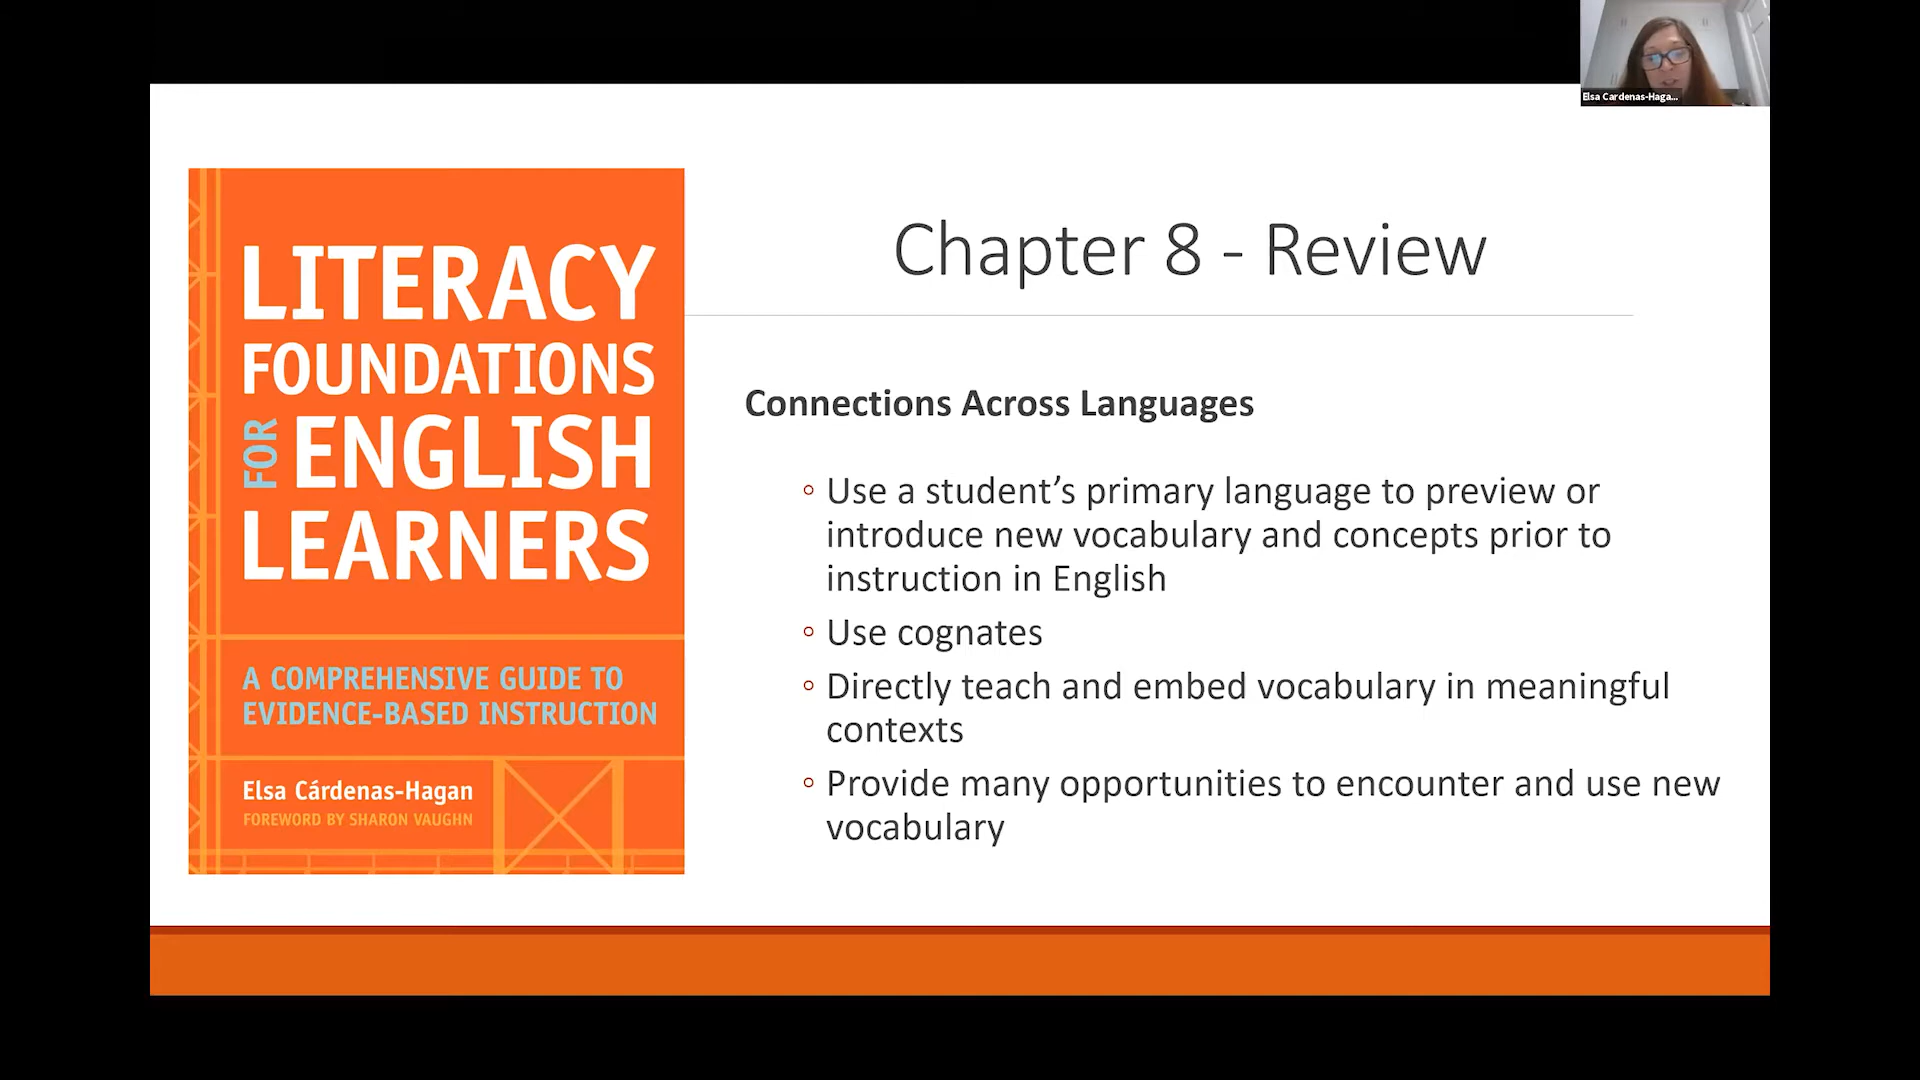 Elsa Cardenas-Haga...
LITERACY
FOUNDATIONS
FOR ENGLISH
LEARNERS
A COMPREHENSIVE GUIDE TO
EVIDENCE-BASED INSTRUCTION
Elsa Cárdenas-Hagan
FOREWORD BY SHARON VAUGHN
Chapter 8 - Review
Connections Across Languages
◦ Use a student’s primary language to preview or
introduce new vocabulary and concepts prior to
instruction in English
◦ Use cognates
◦ Directly teach and embed vocabulary in meaningful
contexts
◦ Provide many opportunities to encounter and use new
vocabulary